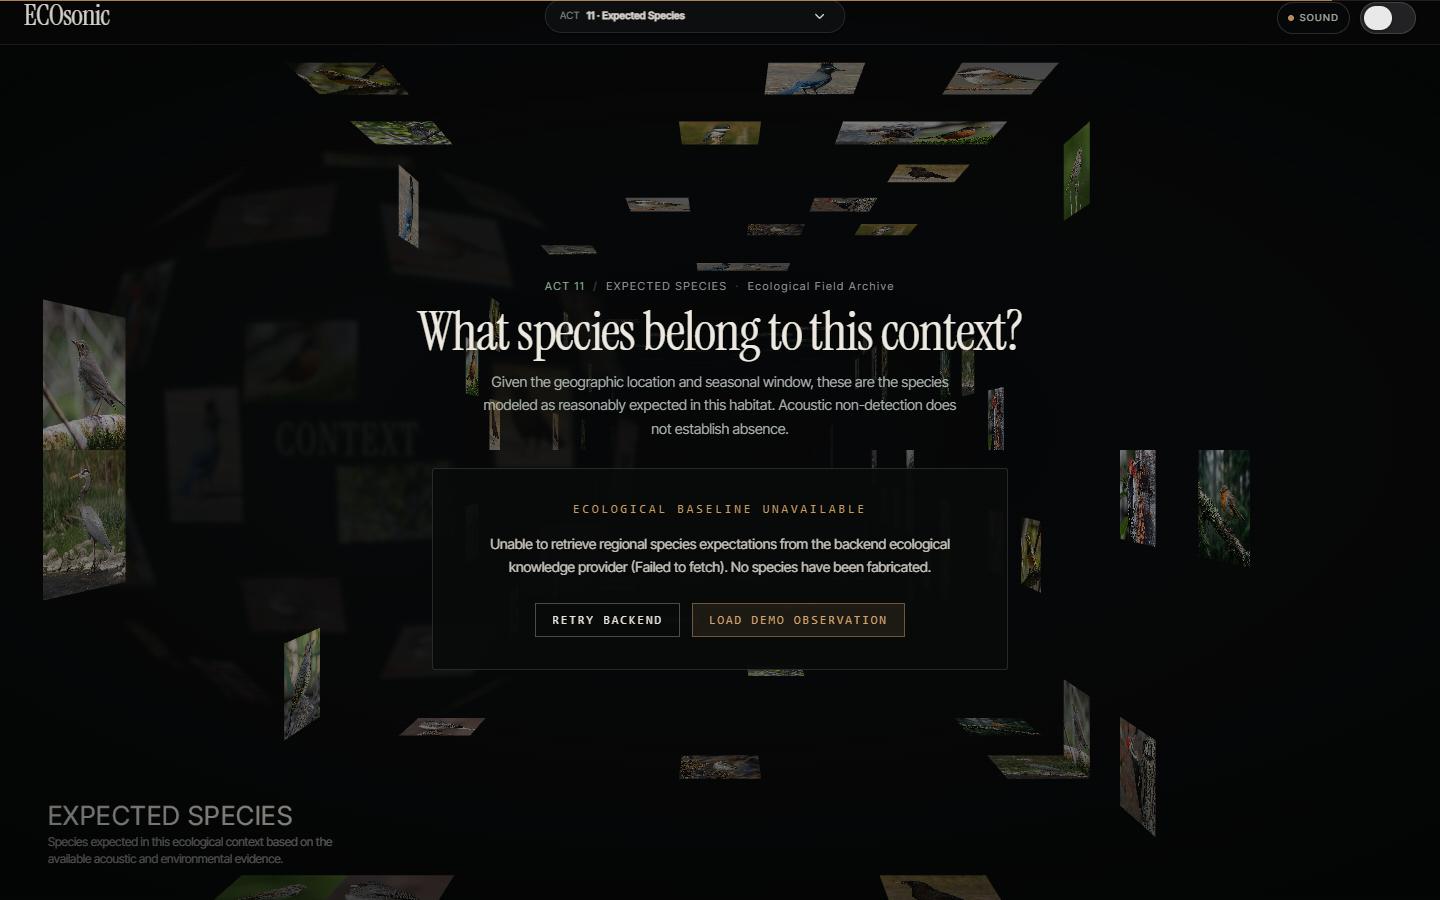 ECOsonic
ACT 11 · Expected Species
SOUND
ACT 11 / EXPECTED SPECIES · Ecological Field Archive
What species belong to this context?
Given the geographic location and seasonal window, these are the species
modeled as reasonably expected in this habitat. Acoustic non-detection does
not establish absence.
CONTEXT
ECOLOGICAL BASELINE UNAVAILABLE
Unable to retrieve regional species expectations from the backend ecological
knowledge provider (Failed to fetch). No species have been fabricated.
RETRY BACKEND
LOAD DEMO OBSERVATION
EXPECTED SPECIES
Species expected in this ecological context based on the
available acoustic and environmental evidence.